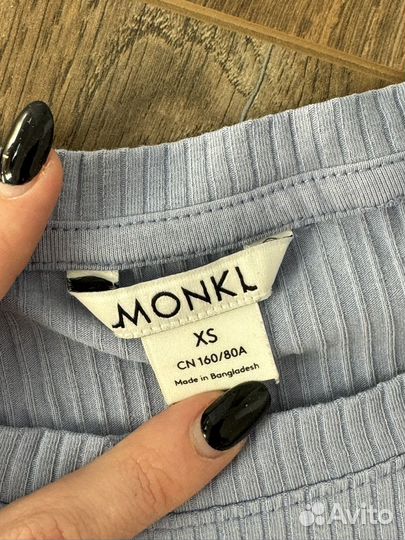 MONKI
XS
CN 160/80A
Made in Bangladesh
Avito